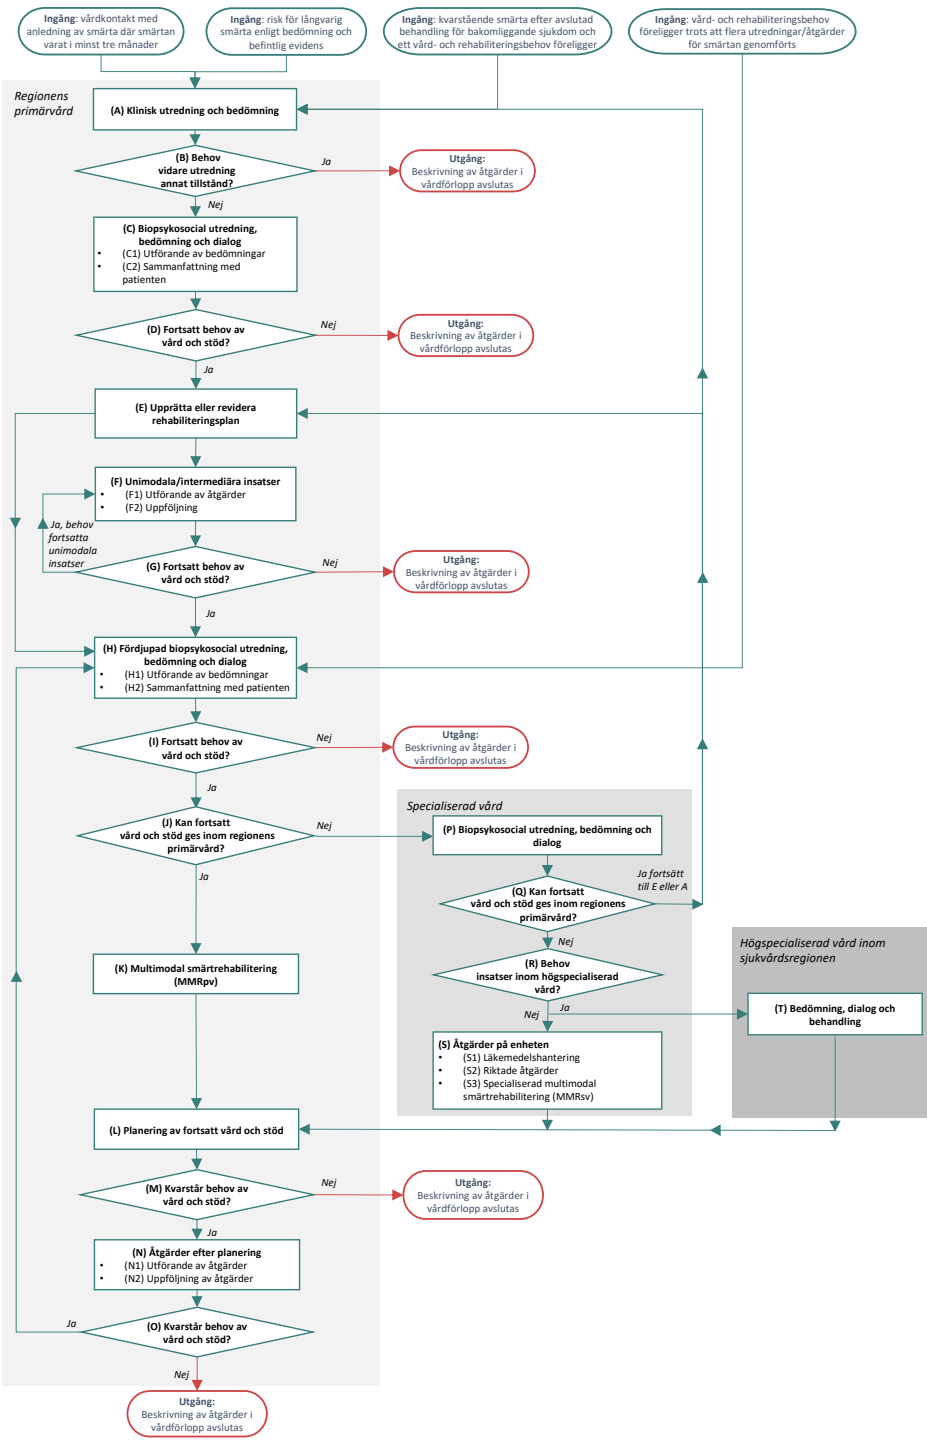 Ingång: vårdkontakt med
anledning av smärta där smärtan
varat i minst tre månader
Ingång: risk för långvarig
smärta enligt bedömning och
befintlig evidens
Ingång: kvarstående smärta efter avslutad
behandling för bakomliggande sjukdom och
ett vård- och rehabiliteringsbehov föreligger
Ingång: vård- och rehabiliteringsbehov
föreligger trots att flera utredningar/åtgärder
för smärtan genomförts
Regionens
primärvård
(A) Klinisk utredning och bedömning
(B) Behov
vidare utredning
annat tillstånd?
Ja
Utgång:
Beskrivning av åtgärder i
vårdförlopp avslutas
Nej
(C) Biopsykosocial utredning,
bedömning och dialog
• (C1) Utförande av bedömningar
• (C2) Sammanfattning med
patienten
(D) Fortsatt behov av
vård och stöd?
Nej
Utgång:
Beskrivning av åtgärder i
vårdförlopp avslutas
Ja
(E) Upprätta eller revidera
rehabiliteringsplan
(F) Unimodala/intermediära insatser
• (F1) Utförande av åtgärder
• (F2) Uppföljning
Ja, behov
fortsatta
unimodala
insatser
(G) Fortsatt behov av
vård och stöd?
Nej
Utgång:
Beskrivning av åtgärder i
vårdförlopp avslutas
Ja
(H) Fördjupad biopsykosocial utredning,
bedömning och dialog
• (H1) Utförande av bedömningar
• (H2) Sammanfattning med patienten
(I) Fortsatt behov av
vård och stöd?
Nej
Utgång:
Beskrivning av åtgärder i
vårdförlopp avslutas
Ja
(J) Kan fortsatt
vård och stöd ges inom regionens
primärvård?
Nej
Ja
Specialiserad vård
(P) Biopsykosocial utredning, bedömning och
dialog
(Q) Kan fortsatt
vård och stöd ges inom regionens
primärvård?
Ja fortsätt
till E eller A
Nej
(R) Behov
insatser inom högspecialiserad
vård?
Nej
Ja
(S) Åtgärder på enheten
• (S1) Läkemedelshantering
• (S2) Riktade åtgärder
• (S3) Specialiserad multimodal
smärtrehabilitering (MMRsv)
Högspecialiserad vård inom
sjukvårdsregionen
(T) Bedömning, dialog och
behandling
(K) Multimodal smärtrehabilitering
(MMRpv)
(L) Planering av fortsatt vård och stöd
(M) Kvarstår behov av
vård och stöd?
Nej
Utgång:
Beskrivning av åtgärder i
vårdförlopp avslutas
Ja
(N) Åtgärder efter planering
• (N1) Utförande av åtgärder
• (N2) Uppföljning av åtgärder
(O) Kvarstår behov av
vård och stöd?
Ja
Nej
Utgång:
Beskrivning av åtgärder i
vårdförlopp avslutas